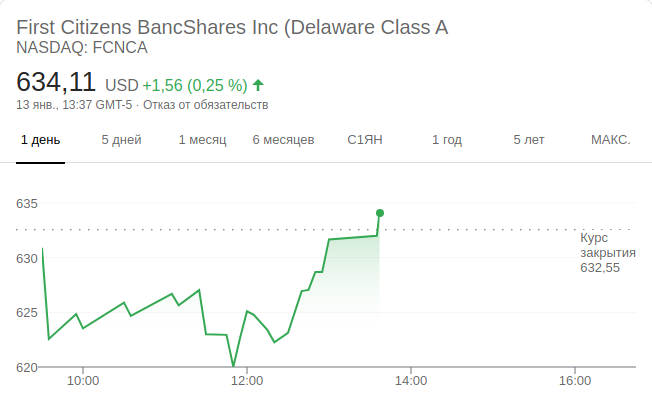 First Citizens BancShares Inc (Delaware Class A
NASDAQ: FCNCA
634,11 USD +1,56 (0,25 %)
13 янв., 13:37 GMT-5 · Отказ от обязательств
1 день 5 дней 1 месяц 6 месяцев С1ЯН 1 год 5 лет МАКС.
635
630
625
620
Курс
закрытия
632,55
10:00 12:00 14:00 16:00